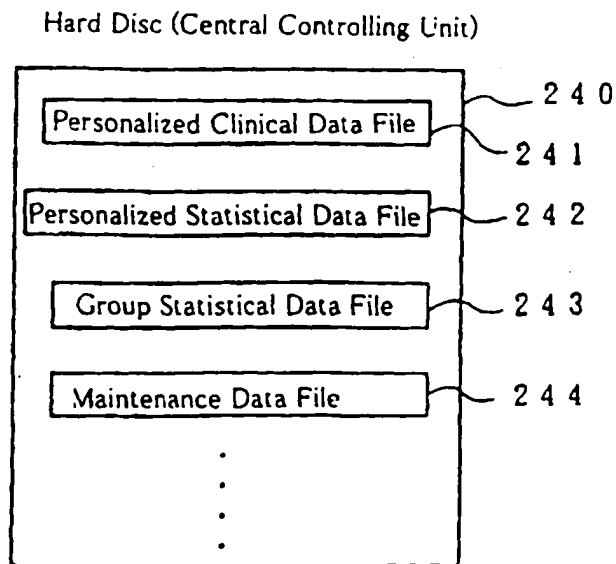 Hard Disc (Central Controlling Unit)
240
Personalized Clinical Data File
241
Personalized Statistical Data File 242
Group Statistical Data File 243
Maintenance Data File 244